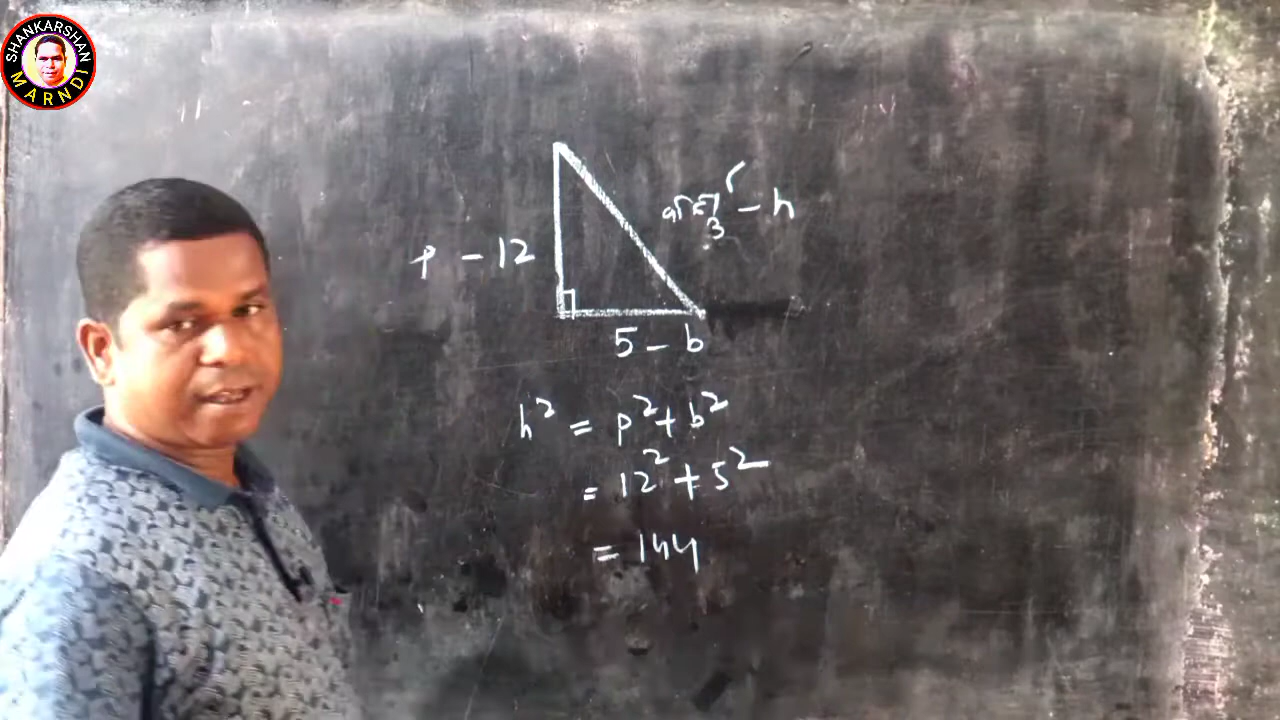 SHANKARSHAN
MARNDI
p - 12
- h
5 - b
h² = p² + b²
= 12² + 5²
= 144